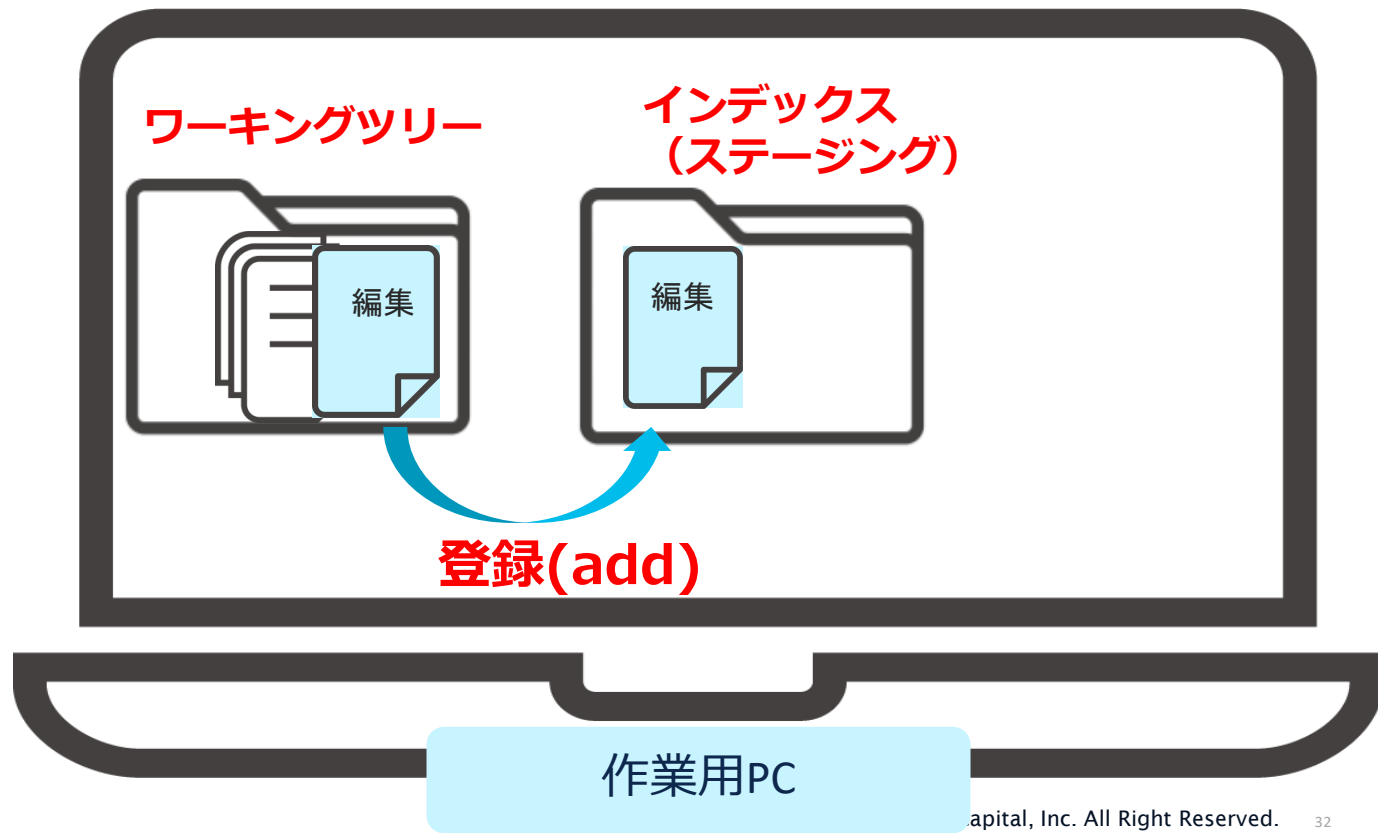 ワーキングツリー
インデックス
（ステージング）
編集
編集
登録(add)
作業用PC
apital, Inc. All Right Reserved.
32